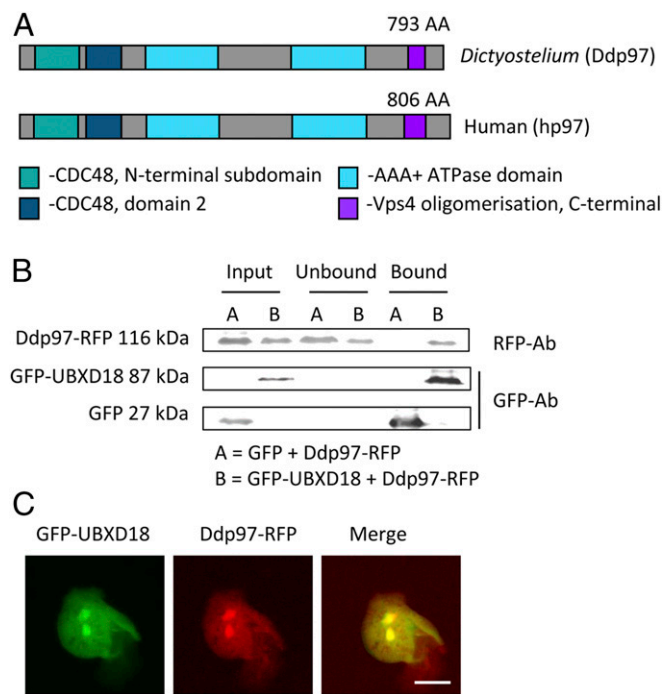 A
793 AA
Dictyostelium (Ddp97)
806 AA
Human (hp97)
-CDC48, N-terminal subdomain
-AAA+ ATPase domain
-CDC48, domain 2
-Vps4 oligomerisation, C-terminal
B
Input Unbound Bound
A B A B A B
Ddp97-RFP 116 kDa
RFP-Ab
GFP-UBXD18 87 kDa
GFP-Ab
GFP 27 kDa
A = GFP + Ddp97-RFP
B = GFP-UBXD18 + Ddp97-RFP
C
GFP-UBXD18 Ddp97-RFP Merge